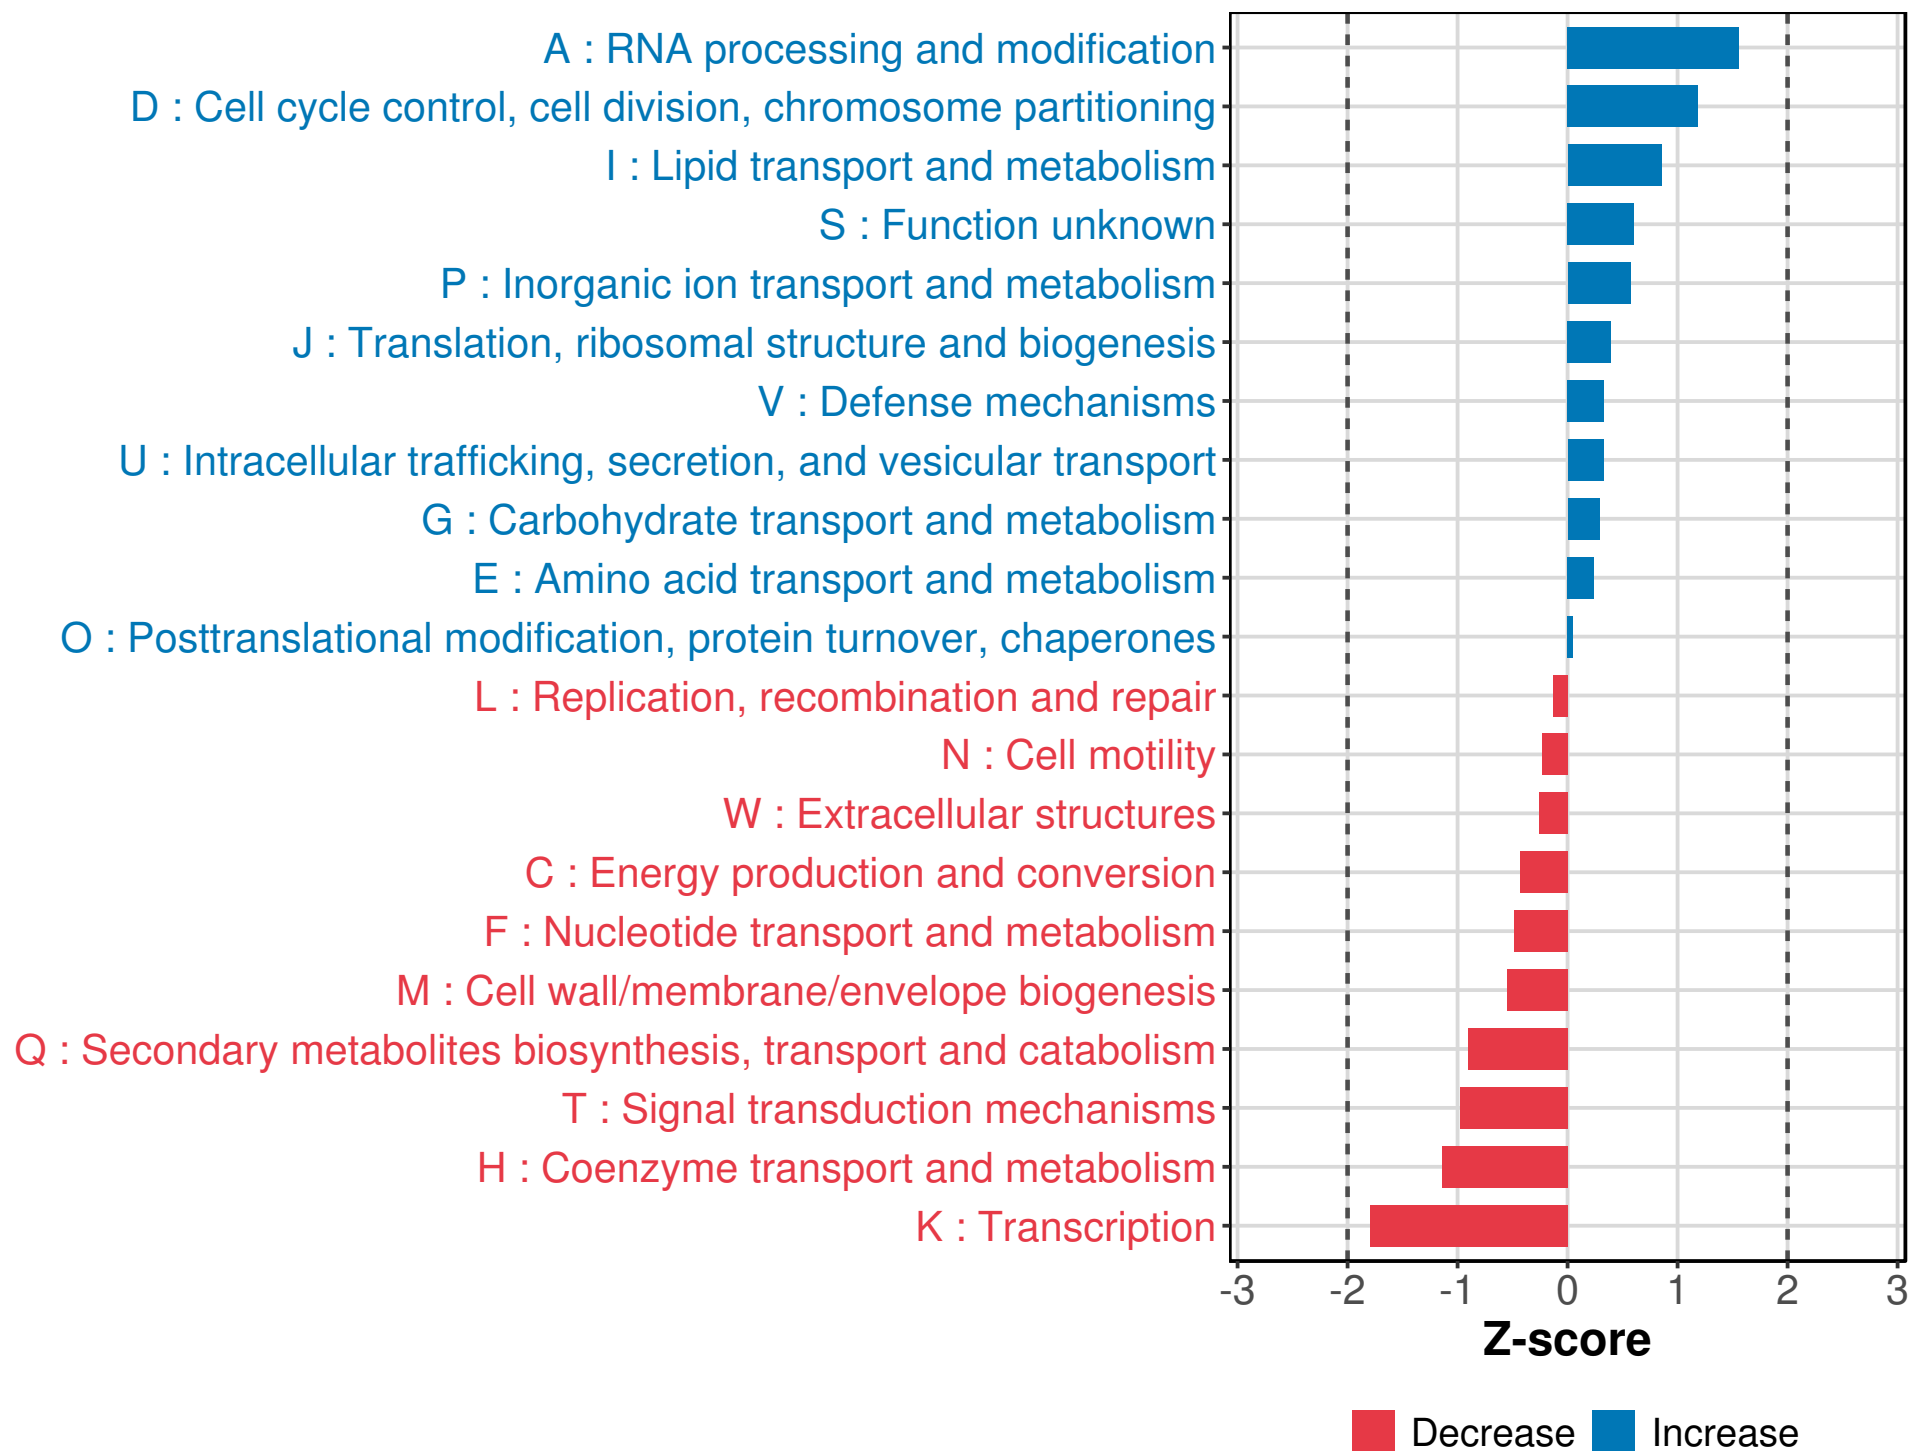 A : RNA processing and modification
D : Cell cycle control, cell division, chromosome partitioning
I : Lipid transport and metabolism
S : Function unknown
P : Inorganic ion transport and metabolism
J : Translation, ribosomal structure and biogenesis
V : Defense mechanisms
U : Intracellular trafficking, secretion, and vesicular transport
G : Carbohydrate transport and metabolism
E : Amino acid transport and metabolism
O : Posttranslational modification, protein turnover, chaperones
L : Replication, recombination and repair
N : Cell motility
W : Extracellular structures
C : Energy production and conversion
F : Nucleotide transport and metabolism
M : Cell wall/membrane/envelope biogenesis
Q : Secondary metabolites biosynthesis, transport and catabolism
T : Signal transduction mechanisms
H : Coenzyme transport and metabolism
K : Transcription
-3 -2 -1 0 1 2 3
Z-score
Decrease Increase